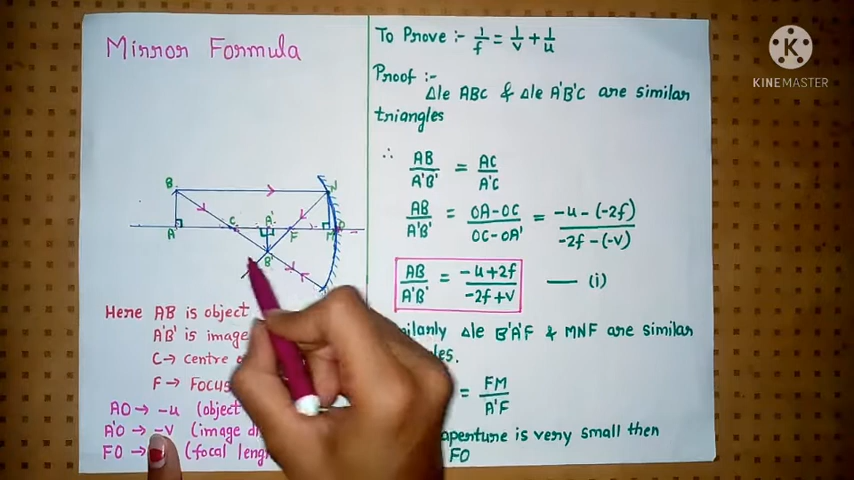 Mirror Formula
B
N
A
C
A'
F
M
B'
Here AB is object
A'B' is image
C→ centre
F→ Focus
AO→ -u (object
A'O→ -v (image
FO→ (-focal
To Prove :- 1/f = 1/v + 1/u
Proof :-
Δle ABC & Δle A'B'C are similar
triangles
∴ AB/A'B' = AC/A'C
AB/A'B' = OA-OC/OC-OA' = -u-(-2f)/-2f-(-v)
AB/A'B' = -u+2f/-2f+v — (i)
Δle B'A'F & MNF are similar
= FM/A'F
aperture is very small then
FO
K
KINEMASTER